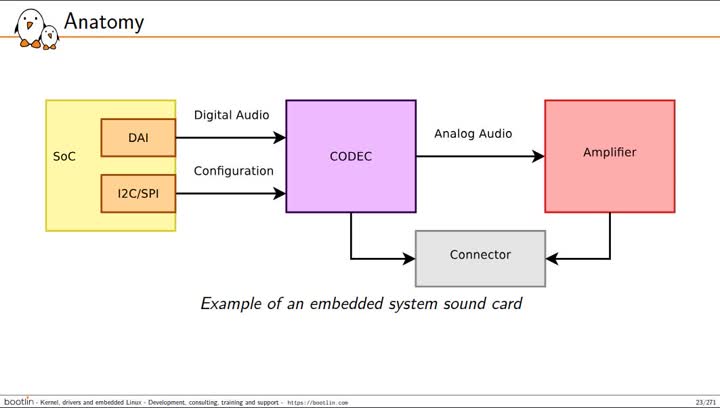 Anatomy
Digital Audio
DAI
Analog Audio
SoC
CODEC
Amplifier
Configuration
I2C/SPI
Connector
Example of an embedded system sound card
bootlin - Kernel, drivers and embedded Linux - Development, consulting, training and support - https://bootlin.com
23/271